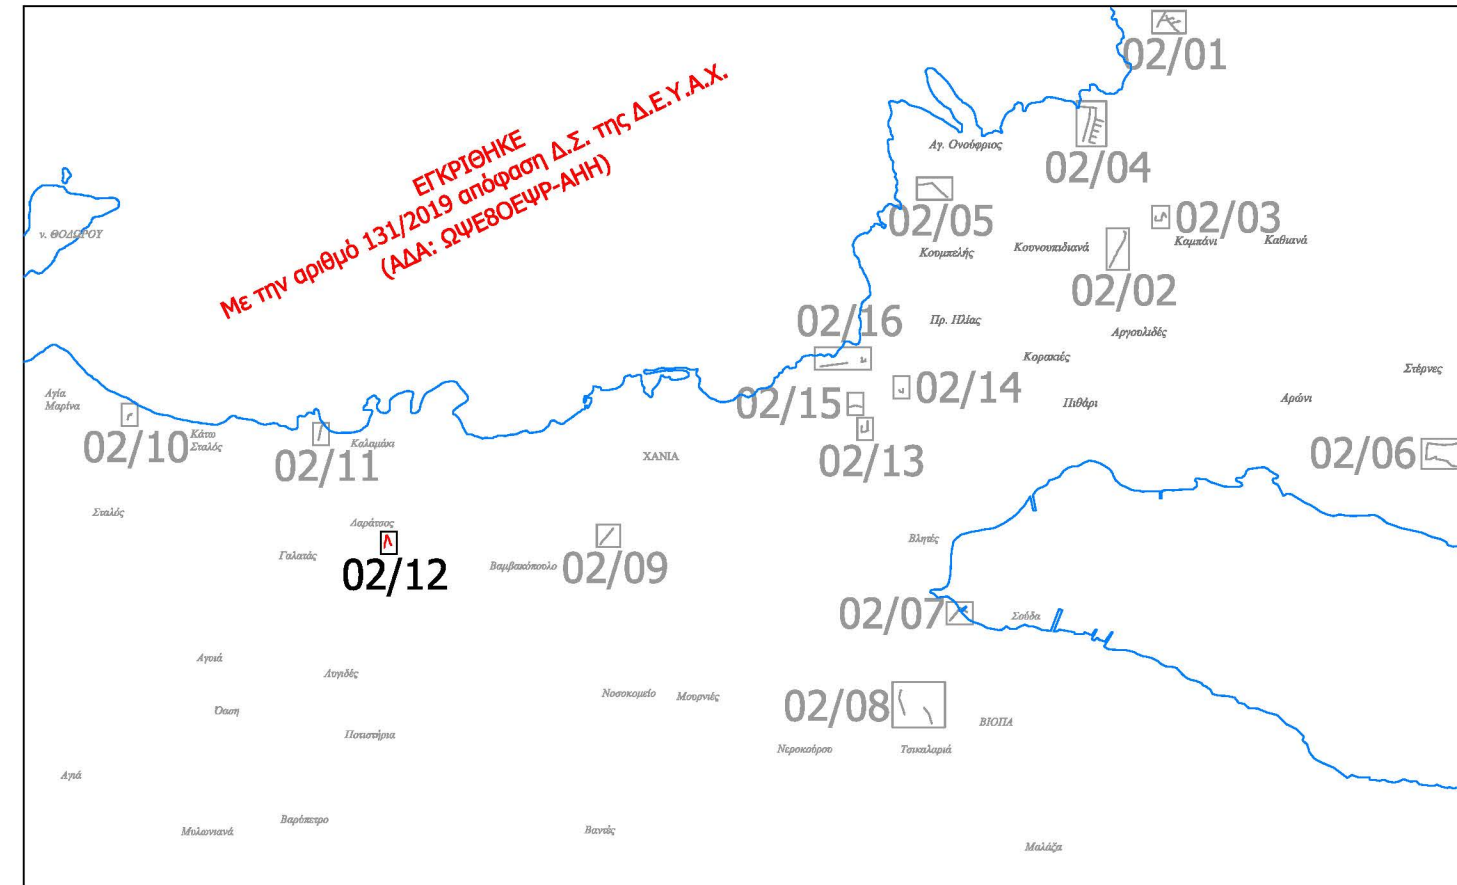 02/01
ΕΓΚΡΙΘΗΚΕ
Με την αριθμό 131/2019 απόφαση Δ.Σ. της Δ.Ε.Υ.Α.Χ.
(ΑΔΑ: ΩΨΕ8ΟΕΨΡ-ΑΗΗ)
Αγ. Ονούφριος
02/04
02/05
02/03
ν. ΘΟΔΩΡΟΥ
Κουμπελής
Κουνουπιδιανά
Καμπάνι
Καθιανά
02/02
02/16
Πρ. Ηλίας
Αργουλιδές
Κορακιές
Στέρνες
Αγία
Μαρίνα
02/15
02/14
Πιθάρι
Αρώνι
02/10
Κάτω
Σταλός
02/11
Καλαμάκι
ΧΑΝΙΑ
02/13
02/06
Σταλός
Δαράτσος
Γαλατάς
02/12
Βαμβακόπουλο
02/09
Βλητές
02/07
Σούδα
Αγυιά
Λυγιδές
Όαση
Νοσοκομείο
Μουρνιές
02/08
ΒΙΟΠΑ
Ποτιστήρια
Νεροκούρου
Τσικαλαριά
Αγιά
Μυλωνιανά
Βαρύπετρο
Βαντές
Μαλάξα